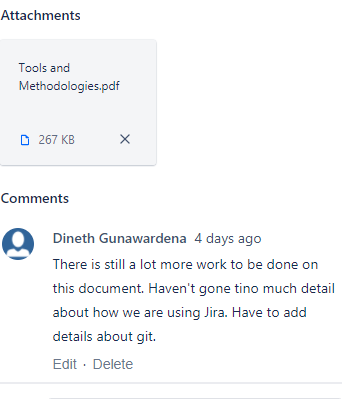 Attachments
Tools and
Methodologies.pdf
267 KB
Comments
Dineth Gunawardena 4 days ago
There is still a lot more work to be done on
this document. Haven't gone tino much detail
about how we are using Jira. Have to add
details about git.
Edit · Delete